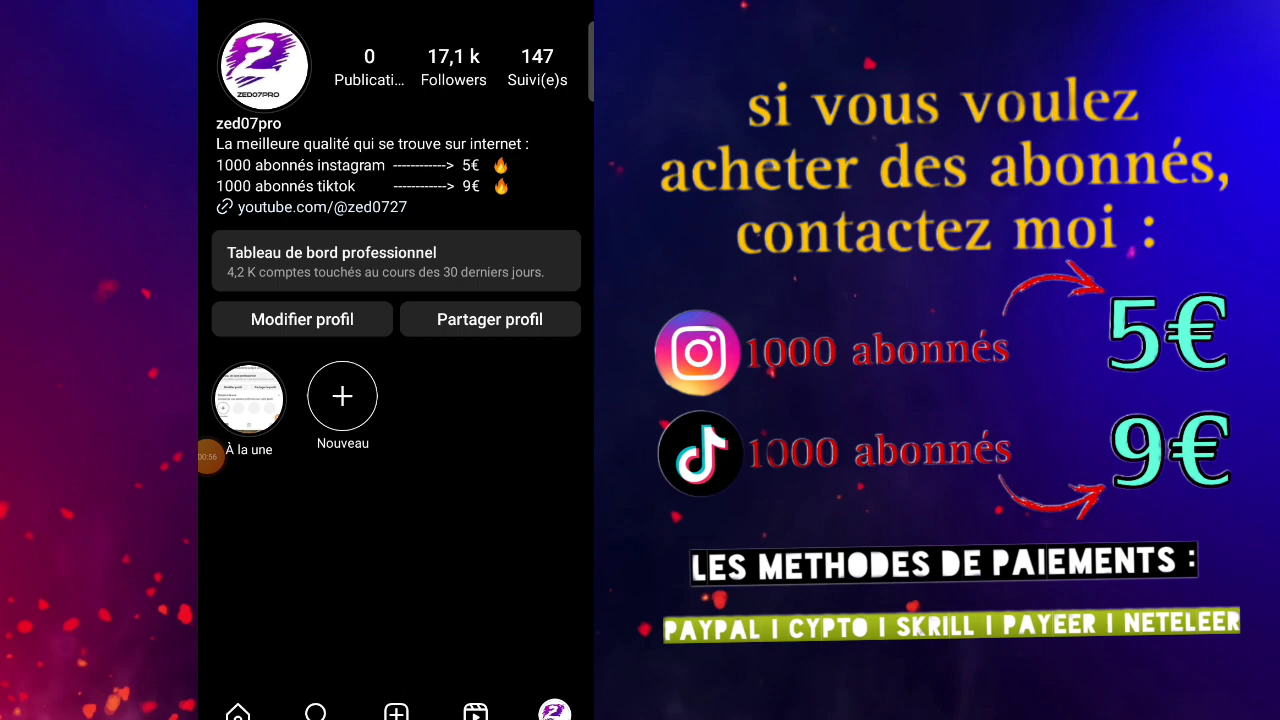 ZED07PRO
0 17,1 k 147
Publicati... Followers Suivi(e)s
zed07pro
La meilleure qualité qui se trouve sur internet :
1000 abonnés instagram ------------> 5€ 🔥
1000 abonnés tiktok ------------> 9€ 🔥
youtube.com/@zed0727
Tableau de bord professionnel
4,2 K comptes touchés au cours des 30 derniers jours.
Modifier profil Partager profil
À la une Nouveau
00:56
si vous voulez
acheter des abonnés,
contactez moi :
1000 abonnés 5€
1000 abonnés 9€
LES METHODES DE PAIEMENTS :
PAYPAL | CYPTO | SKRILL | PAYEER | NETELEER